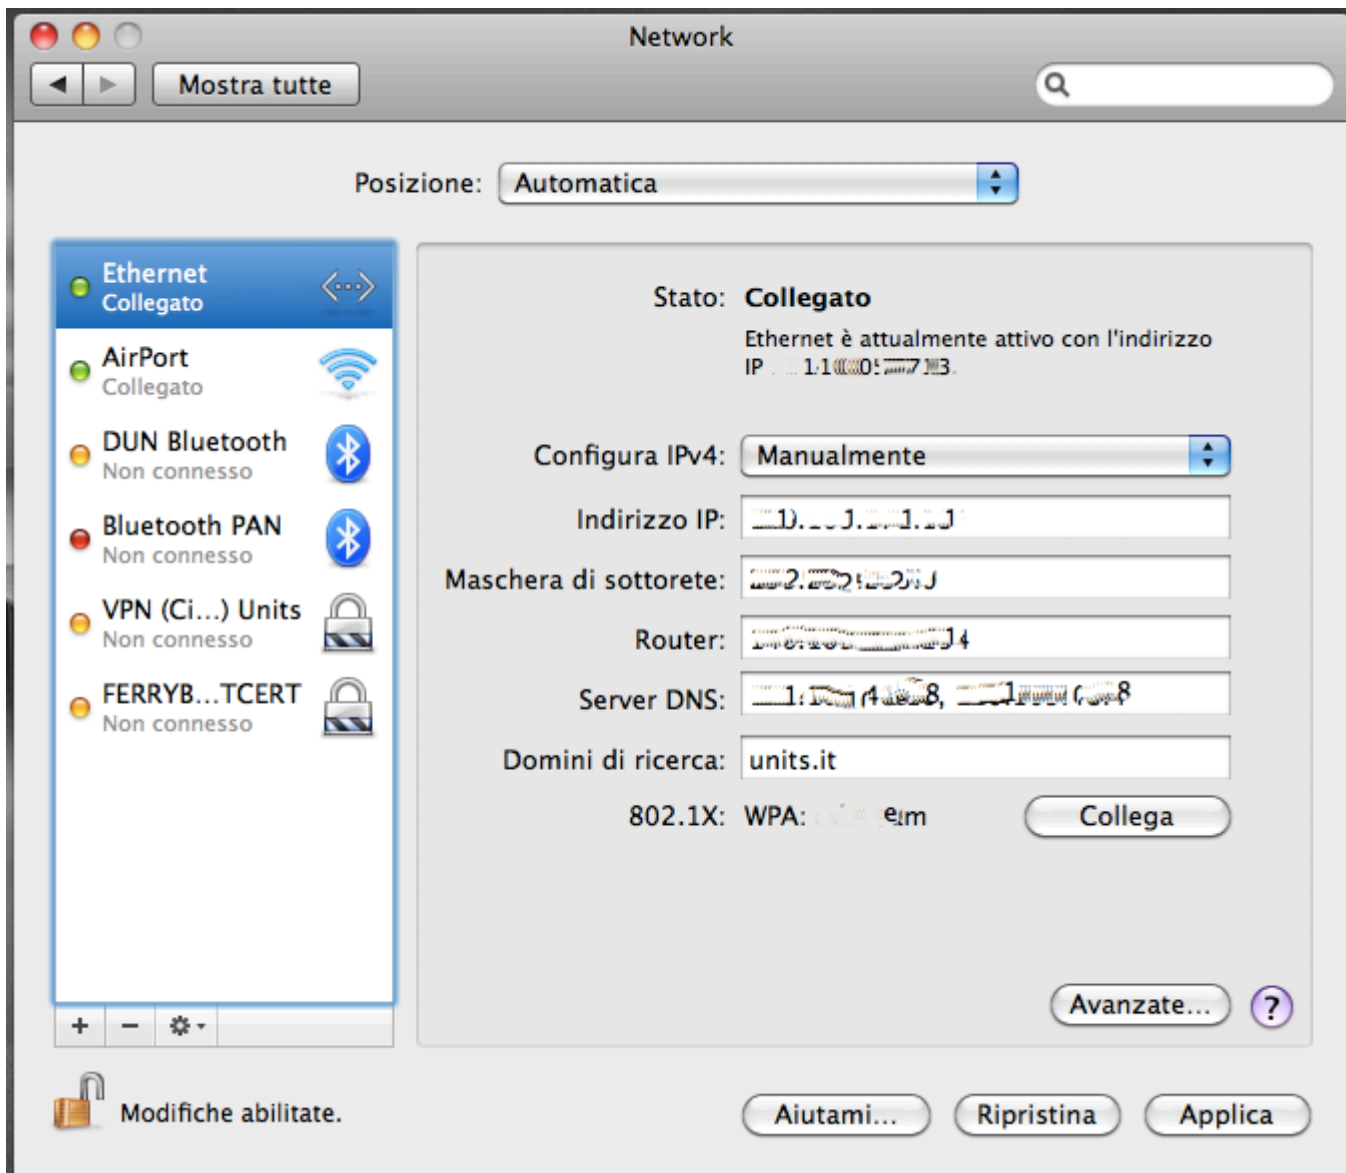 Network
Mostra tutte
Posizione: Automatica
Ethernet
Collegato
AirPort
Collegato
DUN Bluetooth
Non connesso
Bluetooth PAN
Non connesso
VPN (Ci...) Units
Non connesso
FERRYB...TCERT
Non connesso
Stato: Collegato
Ethernet è attualmente attivo con l'indirizzo
IP
Configura IPv4: Manualmente
Indirizzo IP:
Maschera di sottorete:
Router:
Server DNS:
Domini di ricerca: units.it
802.1X: WPA: Collega
Avanzate... ?
Modifiche abilitate.
Aiutami... Ripristina Applica